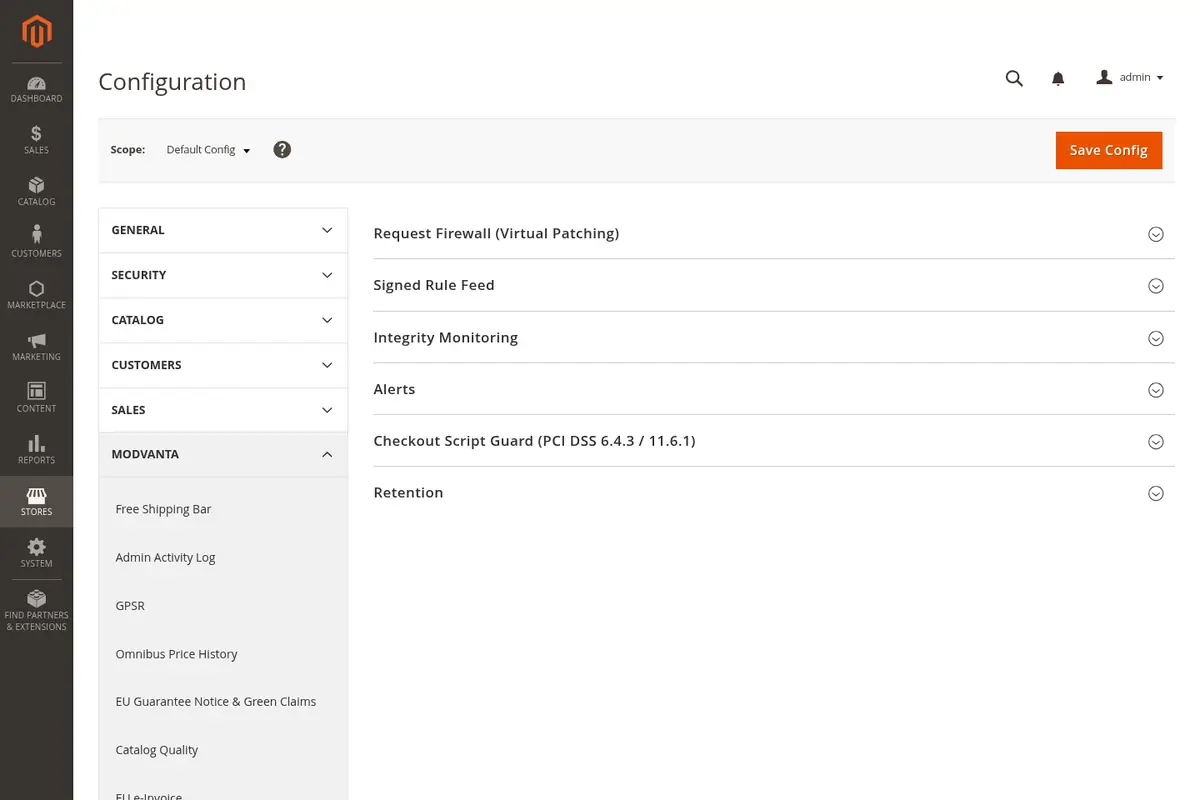 Configuration
admin
Scope:
Default Config
?
Save Config
DASHBOARD
$
SALES
CATALOG
CUSTOMERS
MARKETPLACE
MARKETING
CONTENT
REPORTS
STORES
SYSTEM
FIND PARTNERS
& EXTENSIONS
GENERAL
SECURITY
CATALOG
CUSTOMERS
SALES
MODVANTA
Free Shipping Bar
Admin Activity Log
GPSR
Omnibus Price History
EU Guarantee Notice & Green Claims
Catalog Quality
EU e-Invoice
Request Firewall (Virtual Patching)
Signed Rule Feed
Integrity Monitoring
Alerts
Checkout Script Guard (PCI DSS 6.4.3 / 11.6.1)
Retention